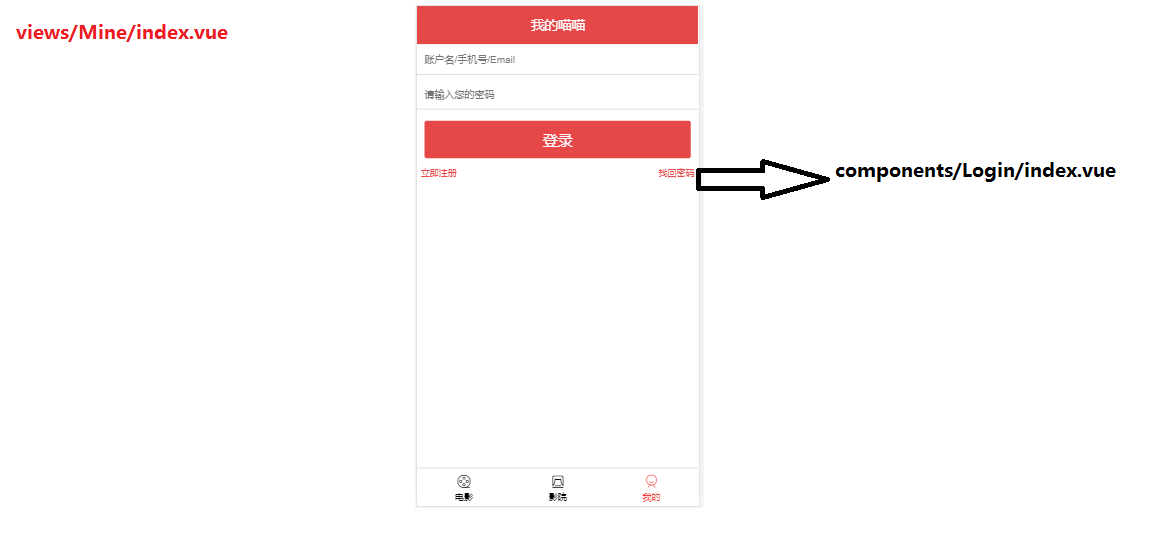 views/Mine/index.vue
我的喵喵
账户名/手机号/Email
请输入您的密码
登录
立即注册
找回密码
components/Login/index.vue
电影
影院
我的